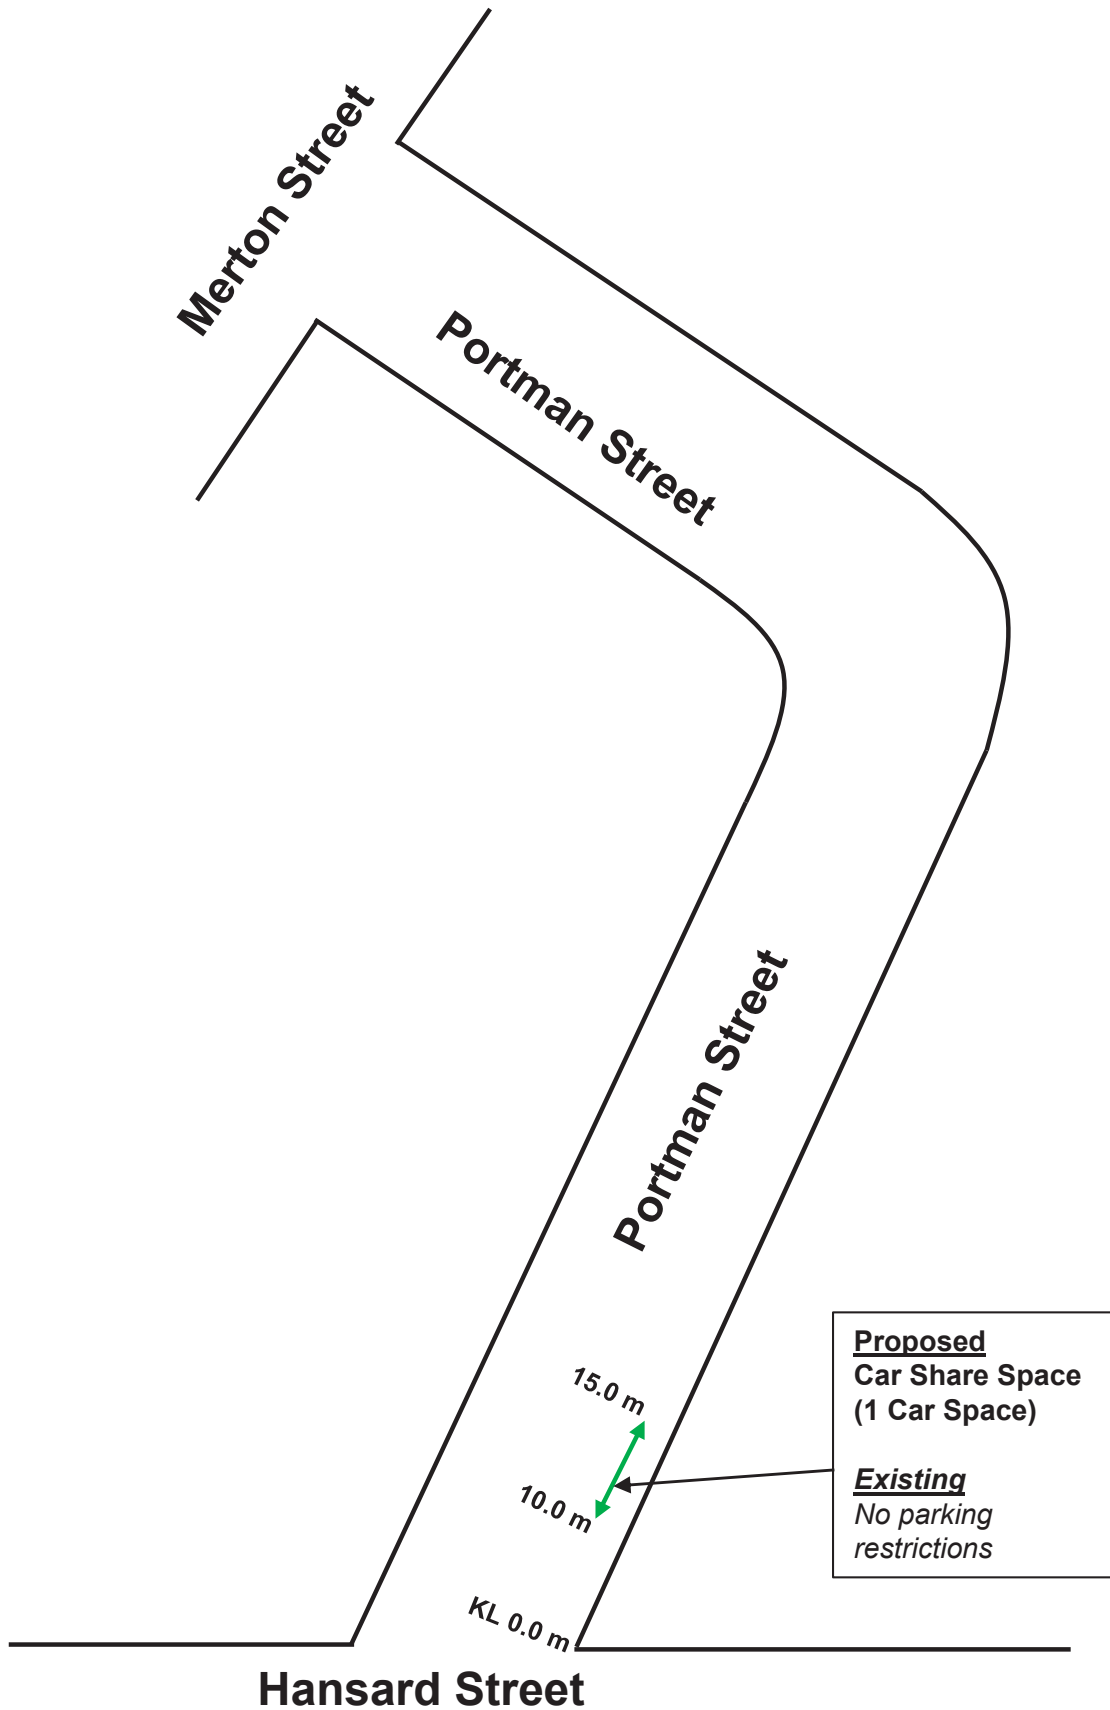 Merton Street
Portman Street
Portman Street
15.0 m
10.0 m
KL 0.0 m
Proposed
Car Share Space
(1 Car Space)
Existing
No parking
restrictions
Hansard Street